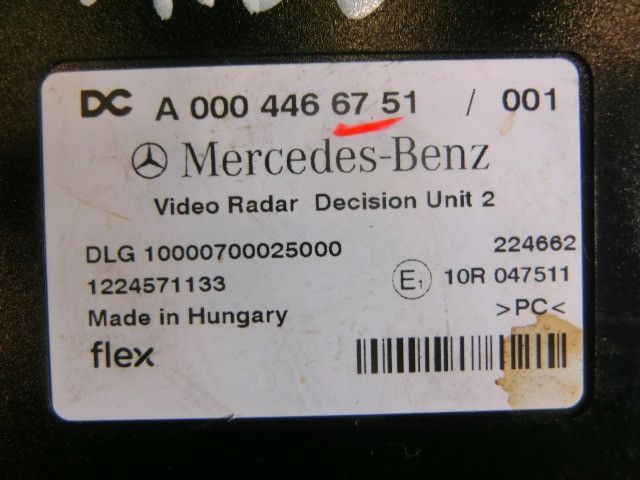 DC A 000 446 67 51 / 001
Mercedes-Benz
Video Radar Decision Unit 2
DLG 10000700025000 224662
1224571133 E1 10R 047511
Made in Hungary >PC<
flex